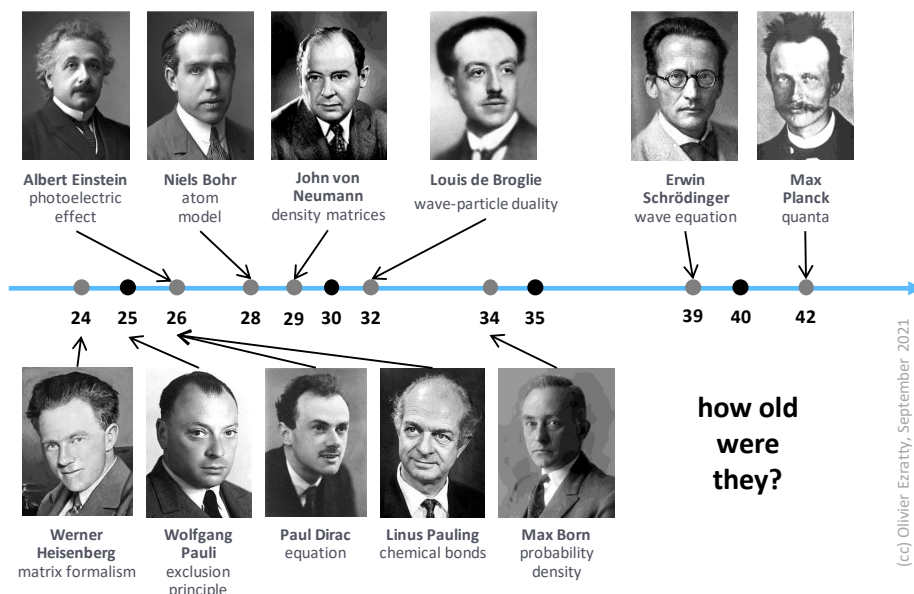 Albert Einstein
photoelectric
effect
Niels Bohr
atom
model
John von
Neumann
density matrices
Louis de Broglie
wave-particle duality
Erwin
Schrödinger
wave equation
Max
Planck
quanta
24 25 26 28 29 30 32 34 35 39 40 42
Werner
Heisenberg
matrix formalism
Wolfgang
Pauli
exclusion
principle
Paul Dirac
equation
Linus Pauling
chemical bonds
Max Born
probability
density
how old
were
they?
(cc) Olivier Ezratty, September 2021